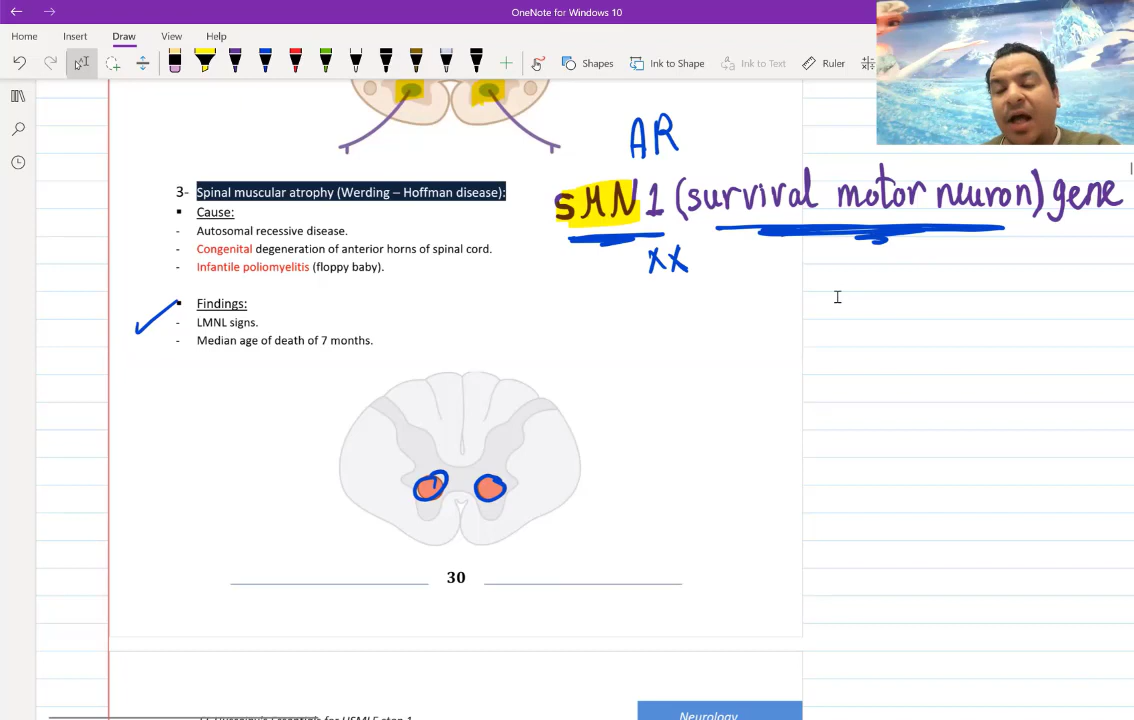 OneNote for Windows 10
Home Insert Draw View Help
Shapes Ink to Shape Ink to Text Ruler
AR
3- Spinal muscular atrophy (Werding – Hoffman disease):
SMN1 (survival motor neuron) gene
▪ Cause:
- Autosomal recessive disease.
- Congenital degeneration of anterior horns of spinal cord.
xx
- Infantile poliomyelitis (floppy baby).
▪ Findings:
- LMNL signs.
- Median age of death of 7 months.
30
Neurology